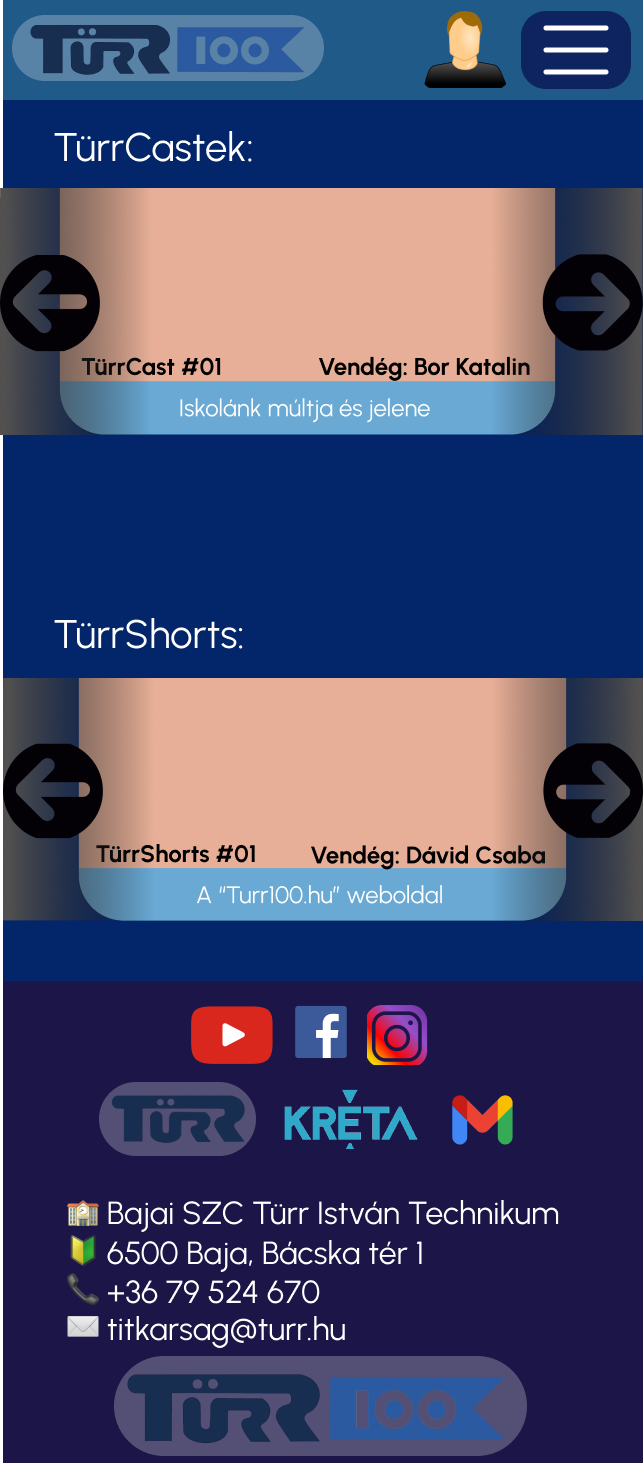 TÜRR 100
TürrCastek:
TürrCast #01 Vendég: Bor Katalin
Iskolánk múltja és jelene
TürrShorts:
TürrShorts #01 Vendég: Dávid Csaba
A "Turr100.hu" weboldal
TÜRR KRÉTA
Bajai SZC Türr István Technikum
6500 Baja, Bácska tér 1
+36 79 524 670
titkarsag@turr.hu
TÜRR 100